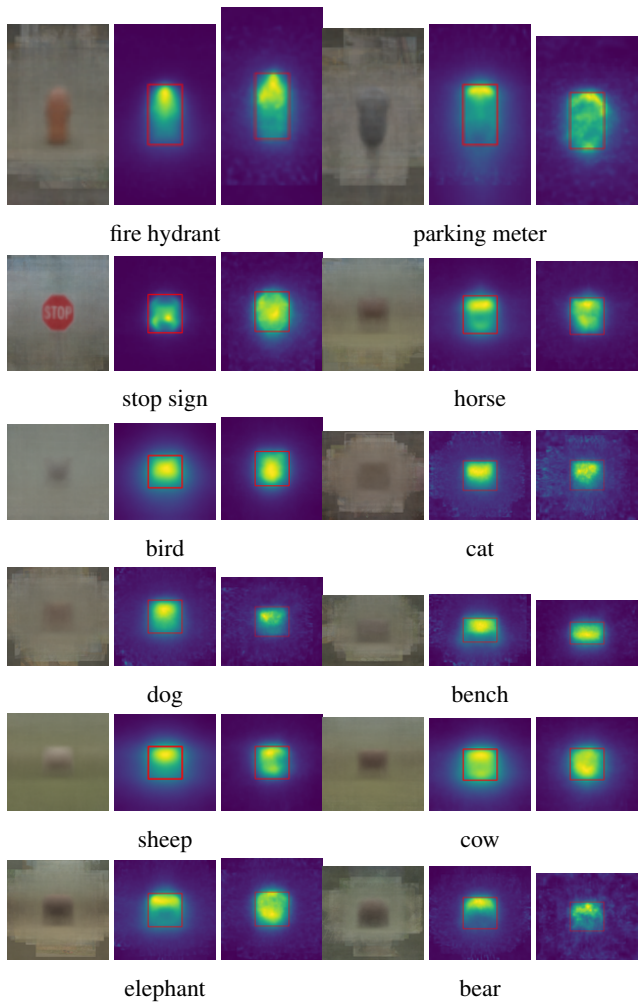 fire hydrant
parking meter
STOP
stop sign
horse
bird
cat
dog
bench
sheep
cow
elephant
bear